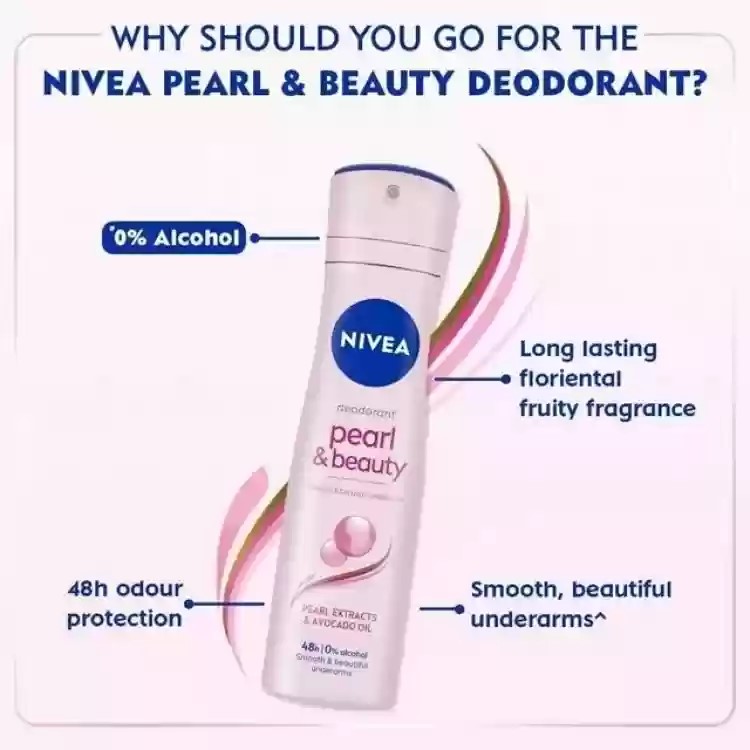 WHY SHOULD YOU GO FOR THE
NIVEA PEARL & BEAUTY DEODORANT?
*0% Alcohol
NIVEA
Long lasting
floriental
fruity fragrance
deodorant
pearl
& beauty
48h odour
protection
Smooth, beautiful
underarms^
PEARL EXTRACTS
& AVOCADO OIL
48h | 0% alcohol
Smooth & beautiful
underarms